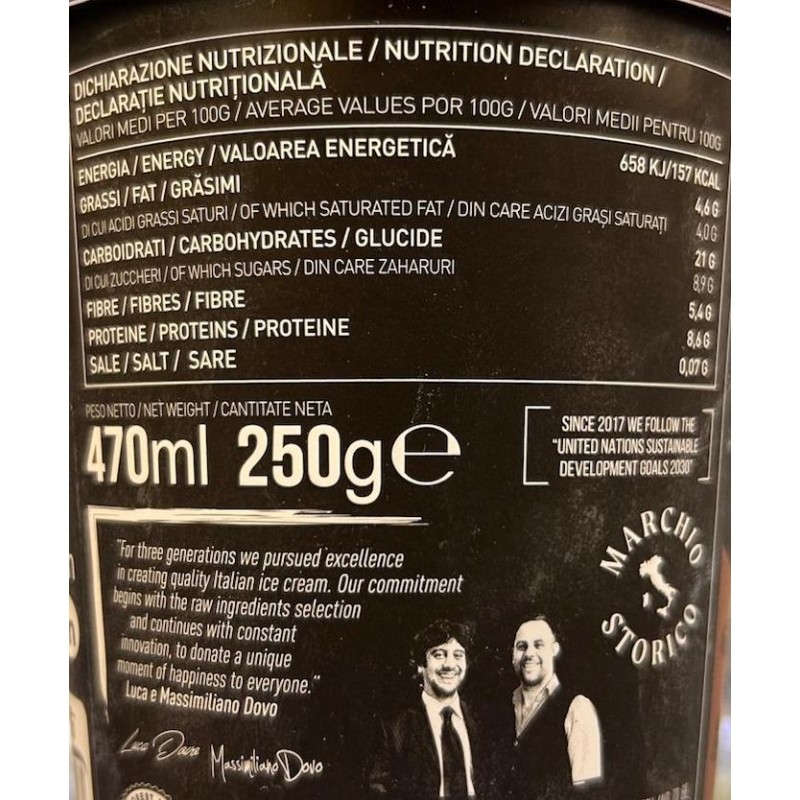 DICHIARAZIONE NUTRIZIONALE / NUTRITION DECLARATION /
DECLARAȚIE NUTRIȚIONALĂ
VALORI MEDI PER 100G / AVERAGE VALUES POR 100G / VALORI MEDII PENTRU 100G
ENERGIA / ENERGY / VALOAREA ENERGETICĂ 658 KJ/157 KCAL
GRASSI / FAT / GRĂSIMI 4,6 G
DI CUI ACIDI GRASSI SATURI / OF WHICH SATURATED FAT / DIN CARE ACIZI GRAȘI SATURAȚI 4,0 G
CARBOIDRATI / CARBOHYDRATES / GLUCIDE 21 G
DI CUI ZUCCHERI / OF WHICH SUGARS / DIN CARE ZAHARURI 8,9 G
FIBRE / FIBRES / FIBRE 5,4 G
PROTEINE / PROTEINS / PROTEINE 8,6 G
SALE / SALT / SARE 0,07 G
PESO NETTO / NET WEIGHT / CANTITATE NETA
470ml 250g e
SINCE 2017 WE FOLLOW THE
"UNITED NATIONS SUSTAINABLE
DEVELOPMENT GOALS 2030"
MARCHIO
STORICO
"For three generations we pursued excellence
in creating quality Italian ice cream. Our commitment
begins with the raw ingredients selection
and continues with constant
innovation, to donate a unique
moment of happiness to everyone."
Luca e Massimiliano Dovo
Luca Dovo
Massimiliano Dovo